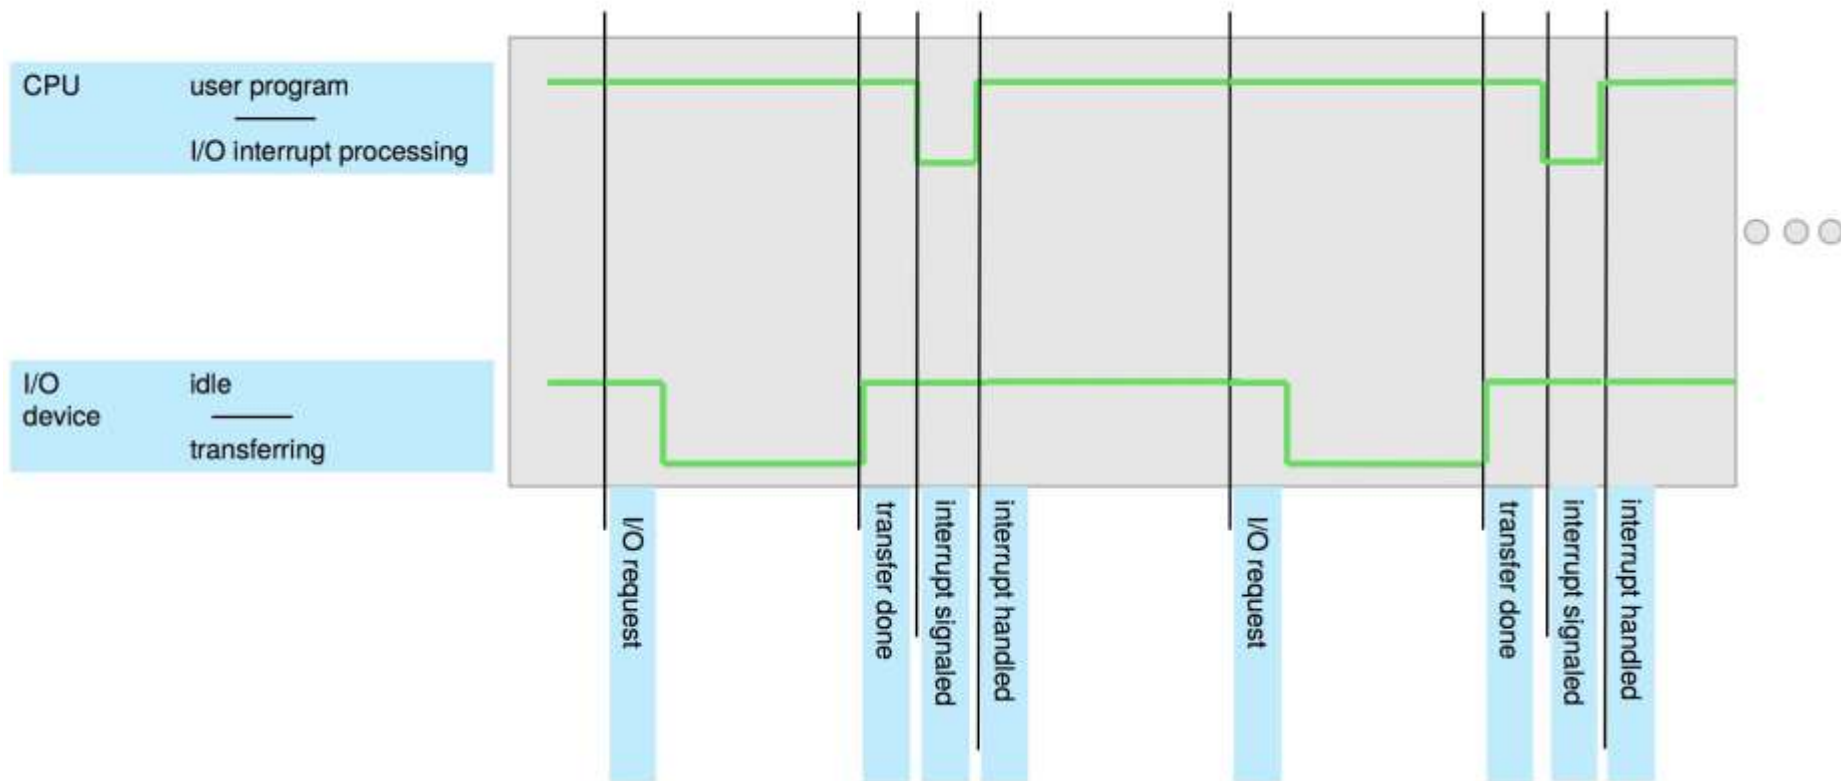 CPU
user program
I/O interrupt processing
I/O
device
idle
transferring
I/O request
transfer done
interrupt signaled
interrupt handled
I/O request
transfer done
interrupt signaled
interrupt handled